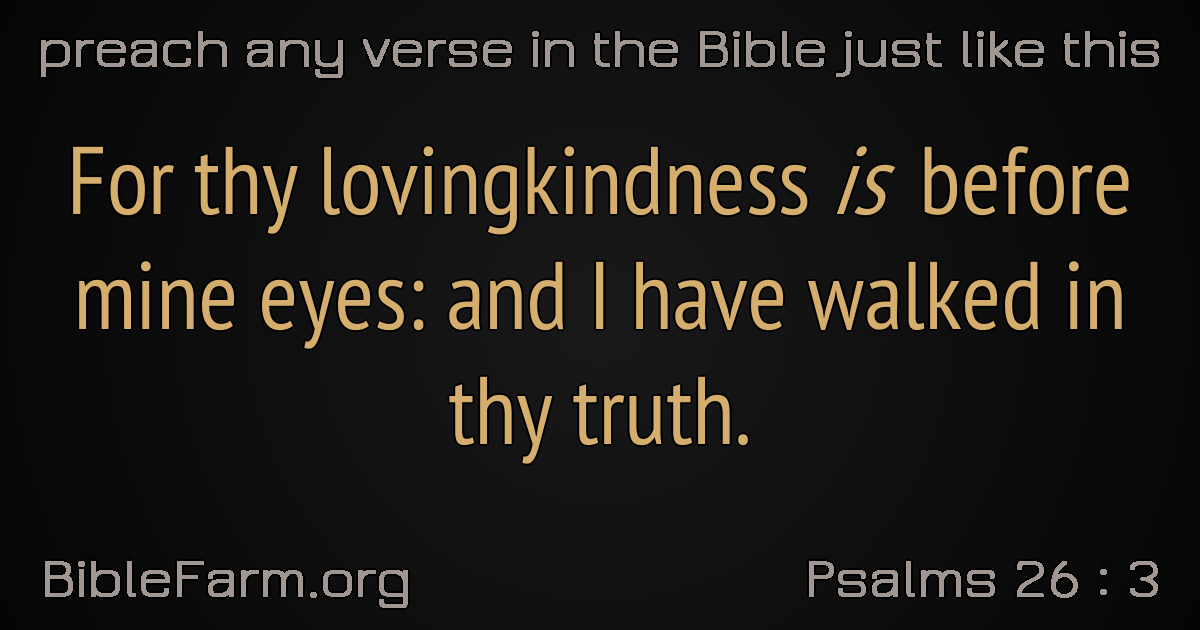 preach any verse in the Bible just like this
For thy lovingkindness is before
mine eyes: and I have walked in
thy truth.
BibleFarm.org
Psalms 26 : 3